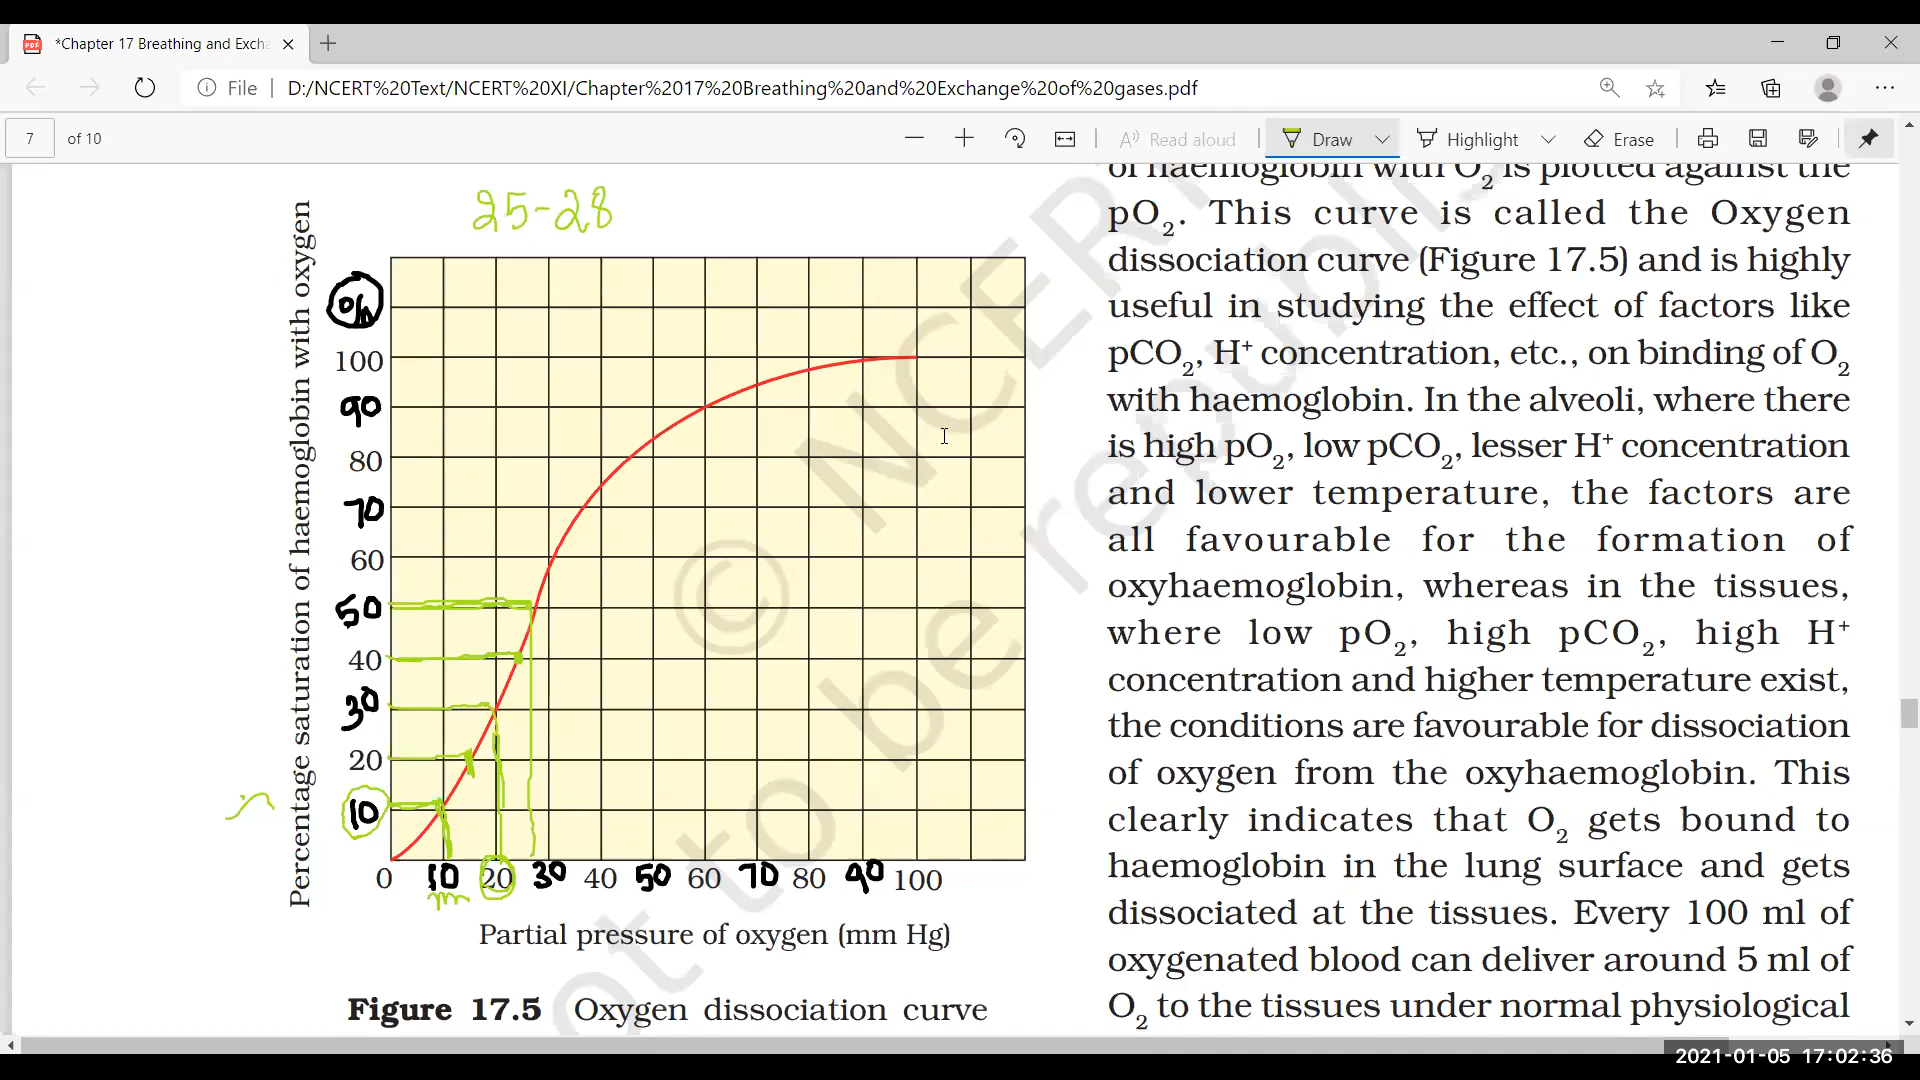 *Chapter 17 Breathing and Excha
File D:/NCERT%20Text/NCERT%20XI/Chapter%2017%20Breathing%20and%20Exchange%20of%20gases.pdf
7 of 10 Read aloud Draw Highlight Erase
25-28
Percentage saturation of haemoglobin with oxygen
100
90
80
70
60
50
40
30
20
10
0 10 20 30 40 50 60 70 80 90 100
Partial pressure of oxygen (mm Hg)
Figure 17.5 Oxygen dissociation curve
of haemoglobin with O₂ is plotted against the
pO₂. This curve is called the Oxygen
dissociation curve (Figure 17.5) and is highly
useful in studying the effect of factors like
pCO₂, H⁺ concentration, etc., on binding of O₂
with haemoglobin. In the alveoli, where there
is high pO₂, low pCO₂, lesser H⁺ concentration
and lower temperature, the factors are
all favourable for the formation of
oxyhaemoglobin, whereas in the tissues,
where low pO₂, high pCO₂, high H⁺
concentration and higher temperature exist,
the conditions are favourable for dissociation
of oxygen from the oxyhaemoglobin. This
clearly indicates that O₂ gets bound to
haemoglobin in the lung surface and gets
dissociated at the tissues. Every 100 ml of
oxygenated blood can deliver around 5 ml of
O₂ to the tissues under normal physiological
© NCERT
not to be republi
2021-01-05 17:02:36